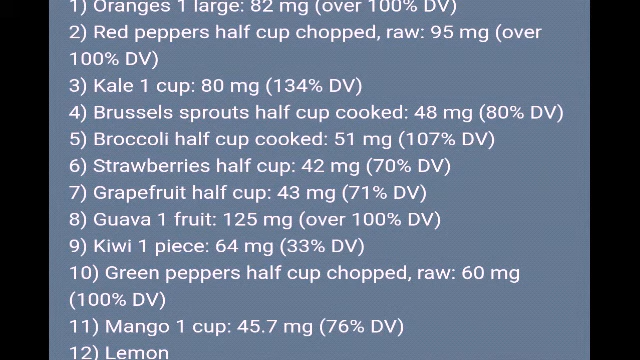 1) Oranges 1 large: 82 mg (over 100% DV)
2) Red peppers half cup chopped, raw: 95 mg (over
100% DV)
3) Kale 1 cup: 80 mg (134% DV)
4) Brussels sprouts half cup cooked: 48 mg (80% DV)
5) Broccoli half cup cooked: 51 mg (107% DV)
6) Strawberries half cup: 42 mg (70% DV)
7) Grapefruit half cup: 43 mg (71% DV)
8) Guava 1 fruit: 125 mg (over 100% DV)
9) Kiwi 1 piece: 64 mg (33% DV)
10) Green peppers half cup chopped, raw: 60 mg
(100% DV)
11) Mango 1 cup: 45.7 mg (76% DV)
12) Lemon